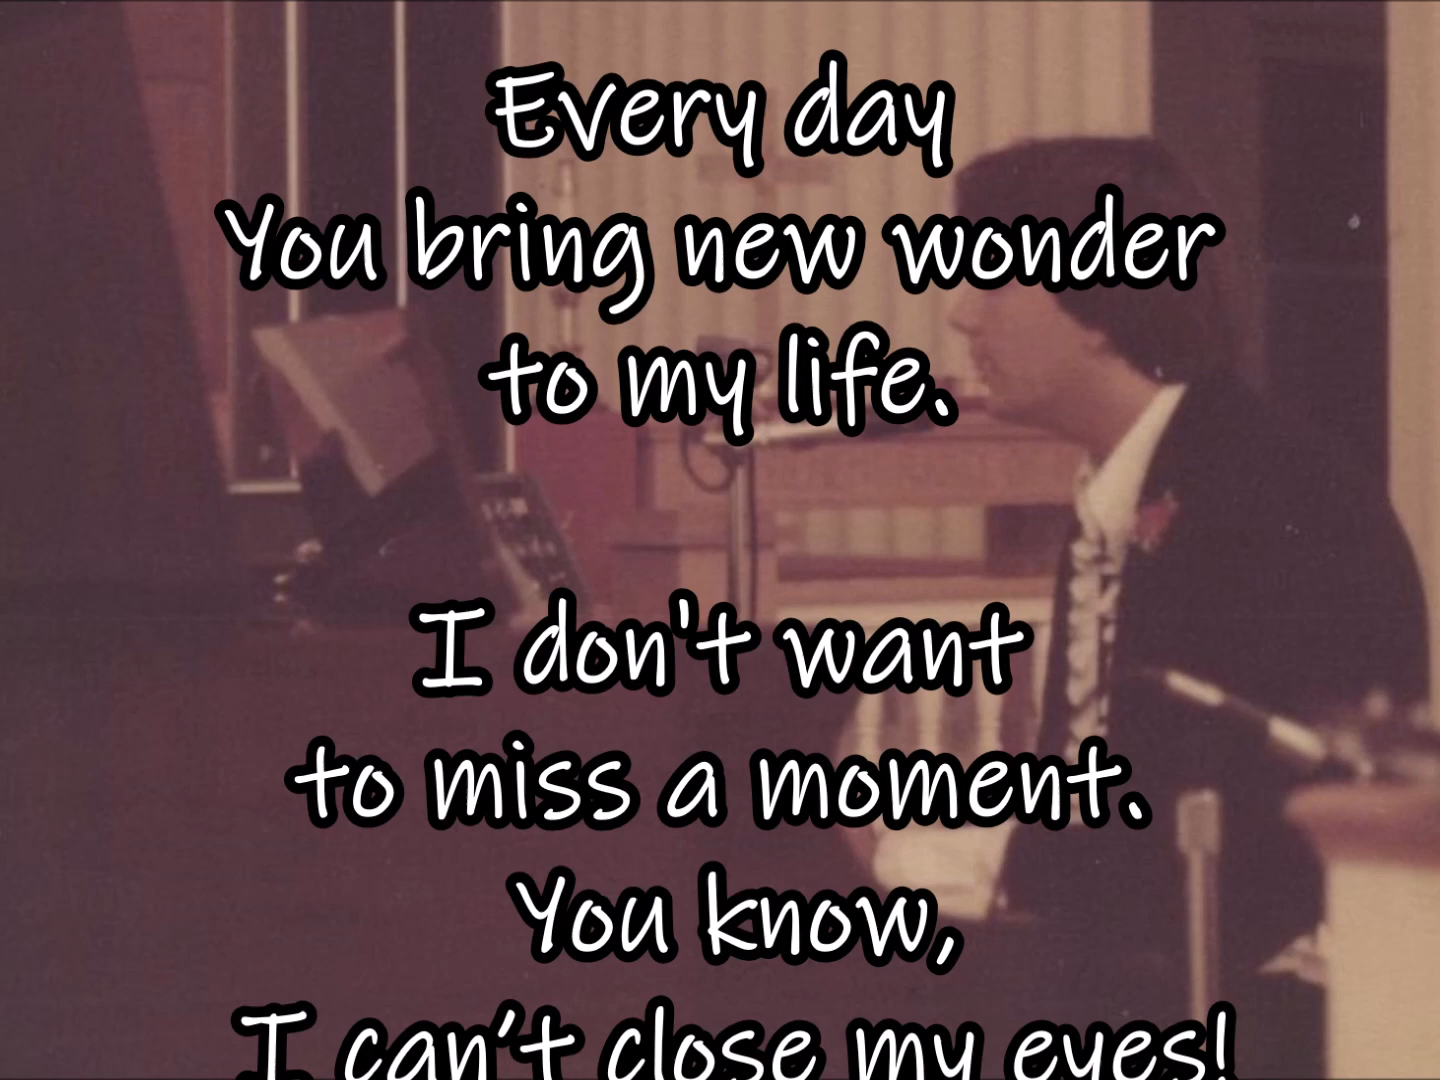 Every day
You bring new wonder
to my life.
I don't want
to miss a moment.
You know,
I can't close my eyes!